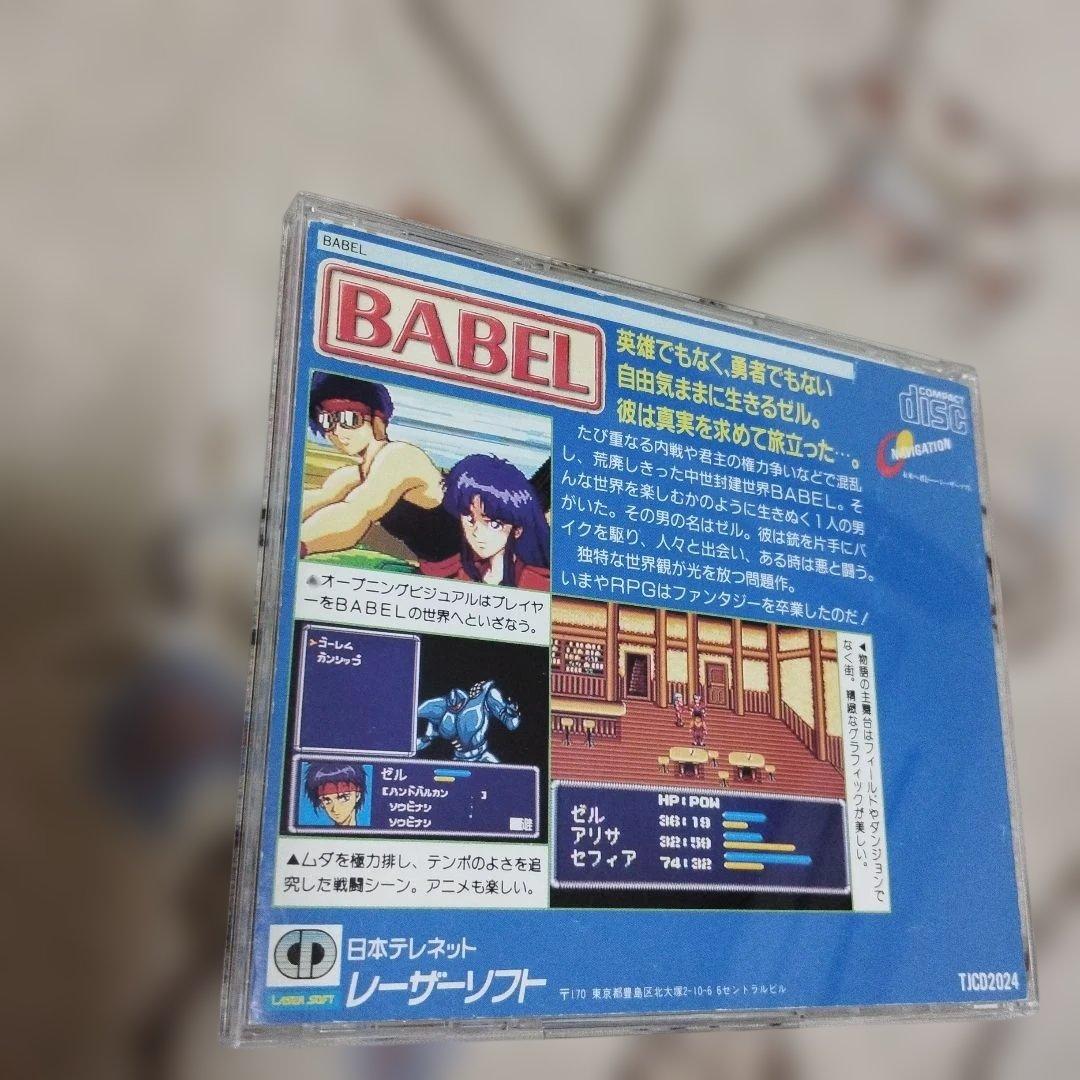 BABEL
BABEL
英雄でもなく、勇者でもない
自由気ままに生きるゼル。
彼は真実を求めて旅立った…。
COMPACT
disc
NAVIGATION
たび重なる内戦や君主の権力争いなどで混乱
し、荒廃しきった中世封建世界BABEL。そ
んな世界を楽しむかのように生きぬく1人の男
がいた。その男の名はゼル。彼は銃を片手にバ
イクを駆り、人々と出会い、ある時は悪と闘う。
独特な世界観が光を放つ問題作。
いまやRPGはファンタジーを卒業したのだ!
▲オープニングビジュアルはプレイヤ
ーをBABELの世界へといざなう。
ゴーレム
ガンシップ
ゼル
[ハンドバルカン ]
ソウビナシ
ソウビナシ
▲ムダを極力排し、テンポのよさを追
究した戦闘シーン。アニメも楽しい。
HP:POW
ゼル 36:19
アリサ 32:59
セフィア 74:32
◀物語の主舞台はフィールドやダンジョンで
なく街。精緻なグラフィックが美しい。
CD
LASER SOFT
日本テレネット
レーザーソフト
〒170 東京都豊島区北大塚2-10-6 6セントラルビル
TJCD2024